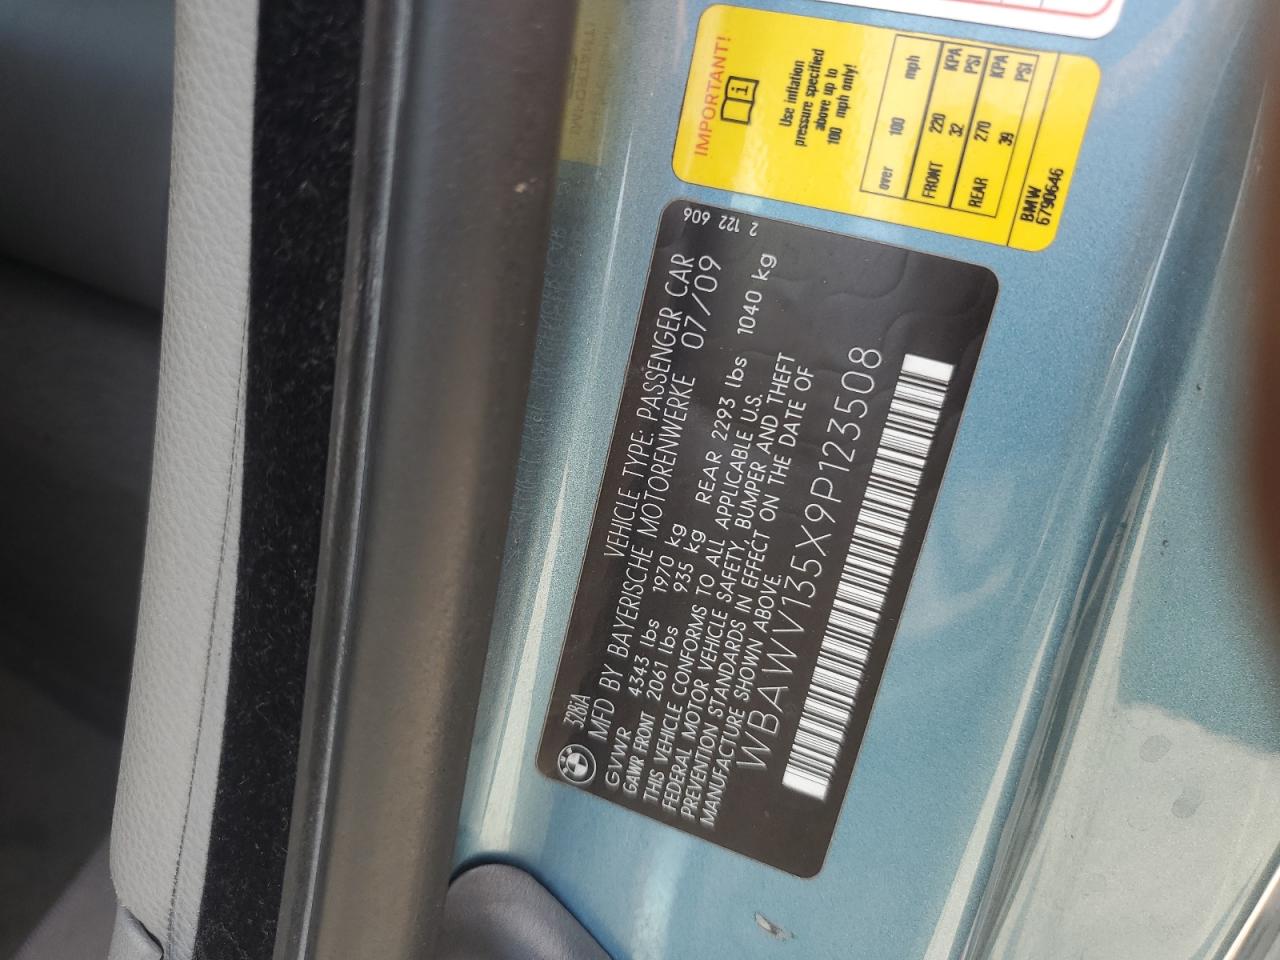 IMPORTANT!
Use inflation
pressure specified
above up to
100 mph only!
over 100 mph
FRONT 220 KPA
32 PSI
REAR 270 KPA
39 PSI
BMW
6790646
2 122 606
328iA VEHICLE TYPE: PASSENGER CAR
MFD BY BAYERISCHE MOTORENWERKE 07/09
GVWR 4343 lbs 1970 kg
GAWR FRONT 2061 lbs 935 kg REAR 2293 lbs 1040 kg
THIS VEHICLE CONFORMS TO ALL APPLICABLE U.S.
FEDERAL MOTOR VEHICLE SAFETY, BUMPER AND THEFT
PREVENTION STANDARDS IN EFFECT ON THE DATE OF
MANUFACTURE SHOWN ABOVE.
WBAWV135X9P123508